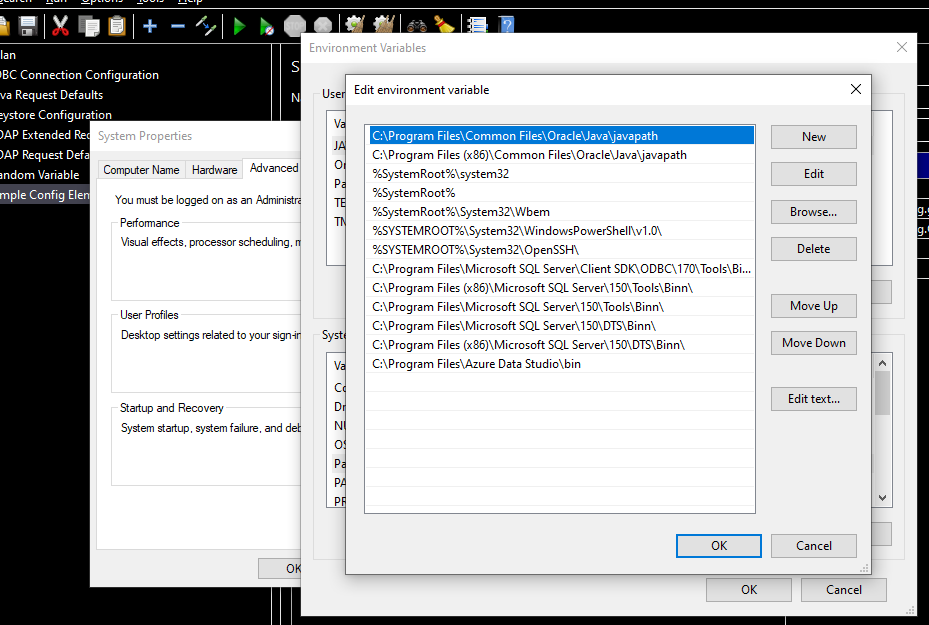 Search Run Options Tools Help
Environment Variables
Edit environment variable
C:\Program Files\Common Files\Oracle\Java\javapath
C:\Program Files (x86)\Common Files\Oracle\Java\javapath
%SystemRoot%\system32
%SystemRoot%
%SystemRoot%\System32\Wbem
%SYSTEMROOT%\System32\WindowsPowerShell\v1.0\
%SYSTEMROOT%\System32\OpenSSH\
C:\Program Files\Microsoft SQL Server\Client SDK\ODBC\170\Tools\Bi...
C:\Program Files (x86)\Microsoft SQL Server\150\Tools\Binn\
C:\Program Files\Microsoft SQL Server\150\Tools\Binn\
C:\Program Files\Microsoft SQL Server\150\DTS\Binn\
C:\Program Files (x86)\Microsoft SQL Server\150\DTS\Binn\
C:\Program Files\Azure Data Studio\bin
New
Edit
Browse...
Delete
Move Up
Move Down
Edit text...
OK
Cancel
OK Cancel
User
Va
JA
Or
Pa
TE
Syste
Va
Co
Dr
NU
OS
Pa
PA
PR
System Properties
Computer Name Hardware Advanced
You must be logged on as an Administra
Performance
Visual effects, processor scheduling, m
User Profiles
Desktop settings related to your sign-in
Startup and Recovery
System startup, system failure, and deb
OK
lan
BC Connection Configuration
va Request Defaults
eystore Configuration
DAP Extended Req
DAP Request Defa
andom Variable
mple Config Elem